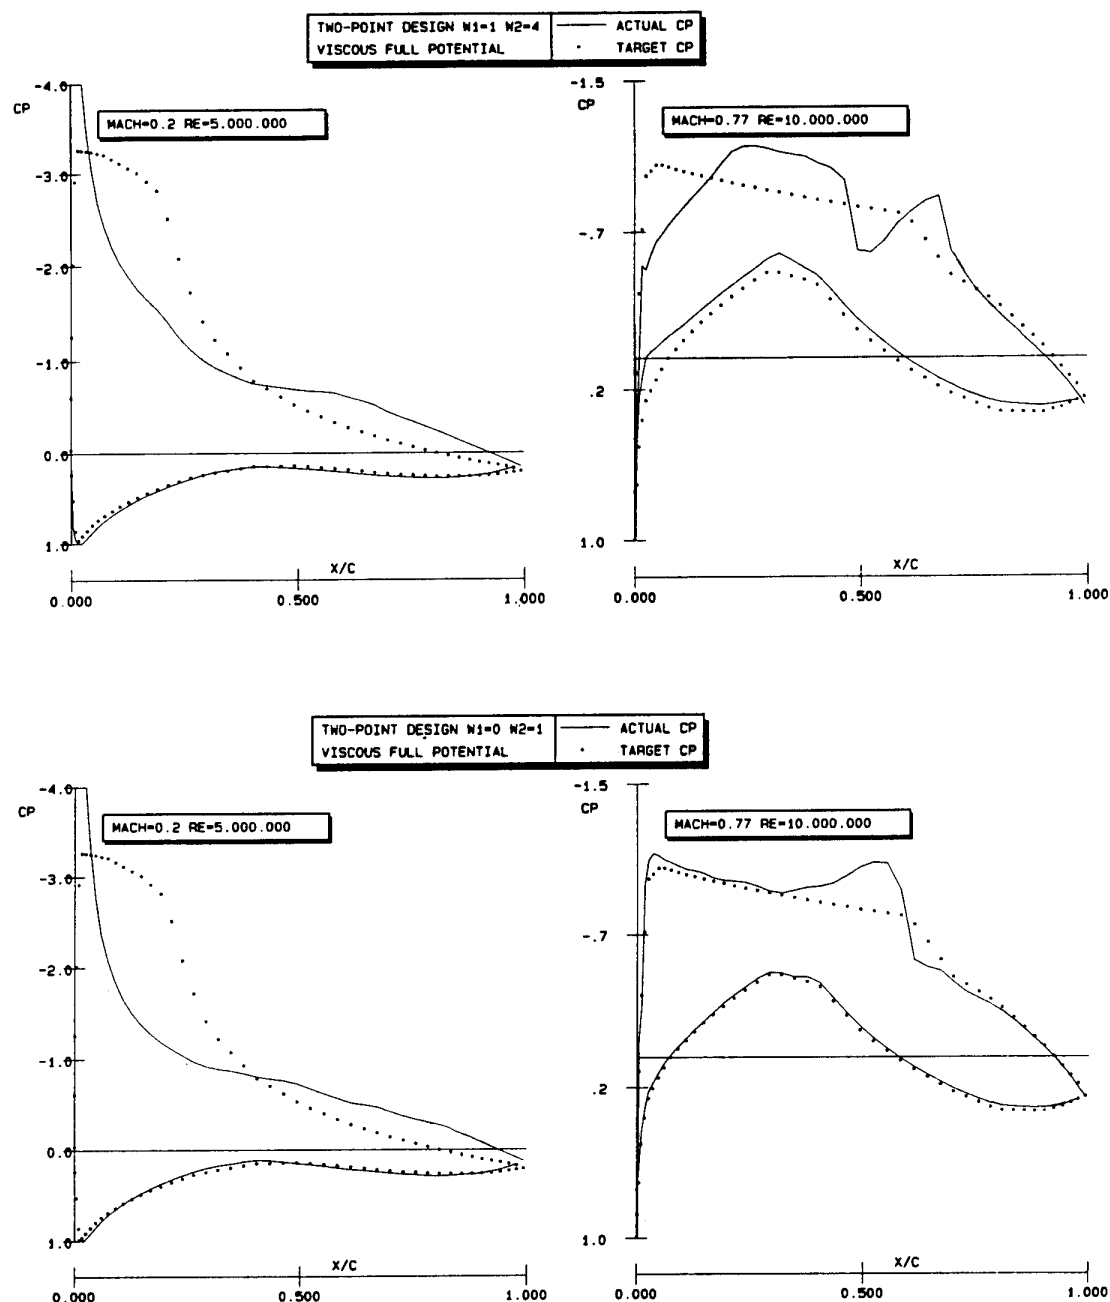 TWO-POINT DESIGN W1=1 W2=4
VISCOUS FULL POTENTIAL
ACTUAL CP
TARGET CP
CP
MACH=0.2 RE=5.000.000
-4.0
-3.0
-2.0
-1.0
0.0
1.0
X/C
0.000
0.500
1.000
-1.5
CP
MACH=0.77 RE=10.000.000
-.7
.2
1.0
X/C
0.000
0.500
1.000
TWO-POINT DESIGN W1=0 W2=1
VISCOUS FULL POTENTIAL
ACTUAL CP
TARGET CP
-4.0
CP
MACH=0.2 RE=5.000.000
-3.0
-2.0
-1.0
0.0
1.0
X/C
0.000
0.500
1.000
-1.5
CP
MACH=0.77 RE=10.000.000
-.7
.2
1.0
X/C
0.000
0.500
1.000